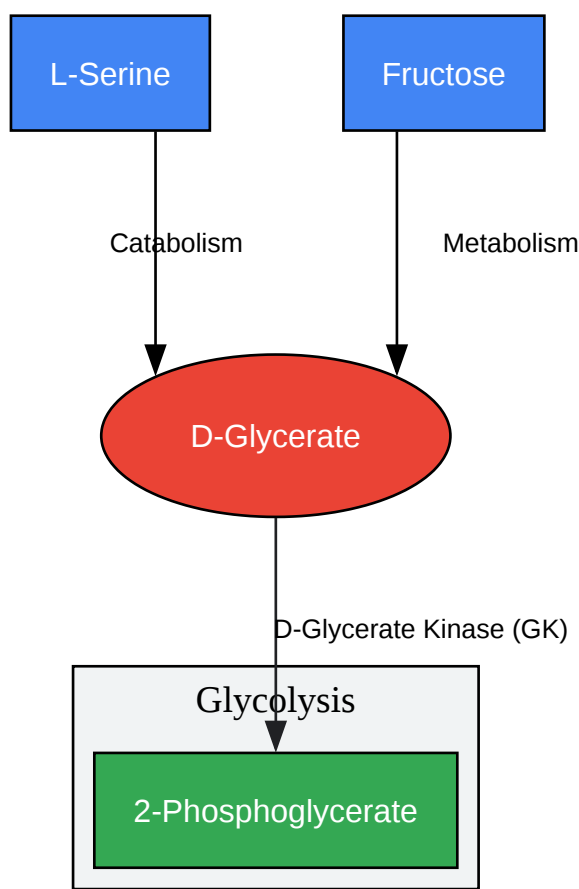 L-Serine
Fructose
Catabolism
Metabolism
D-Glycerate
D-Glycerate Kinase (GK)
Glycolysis
2-Phosphoglycerate